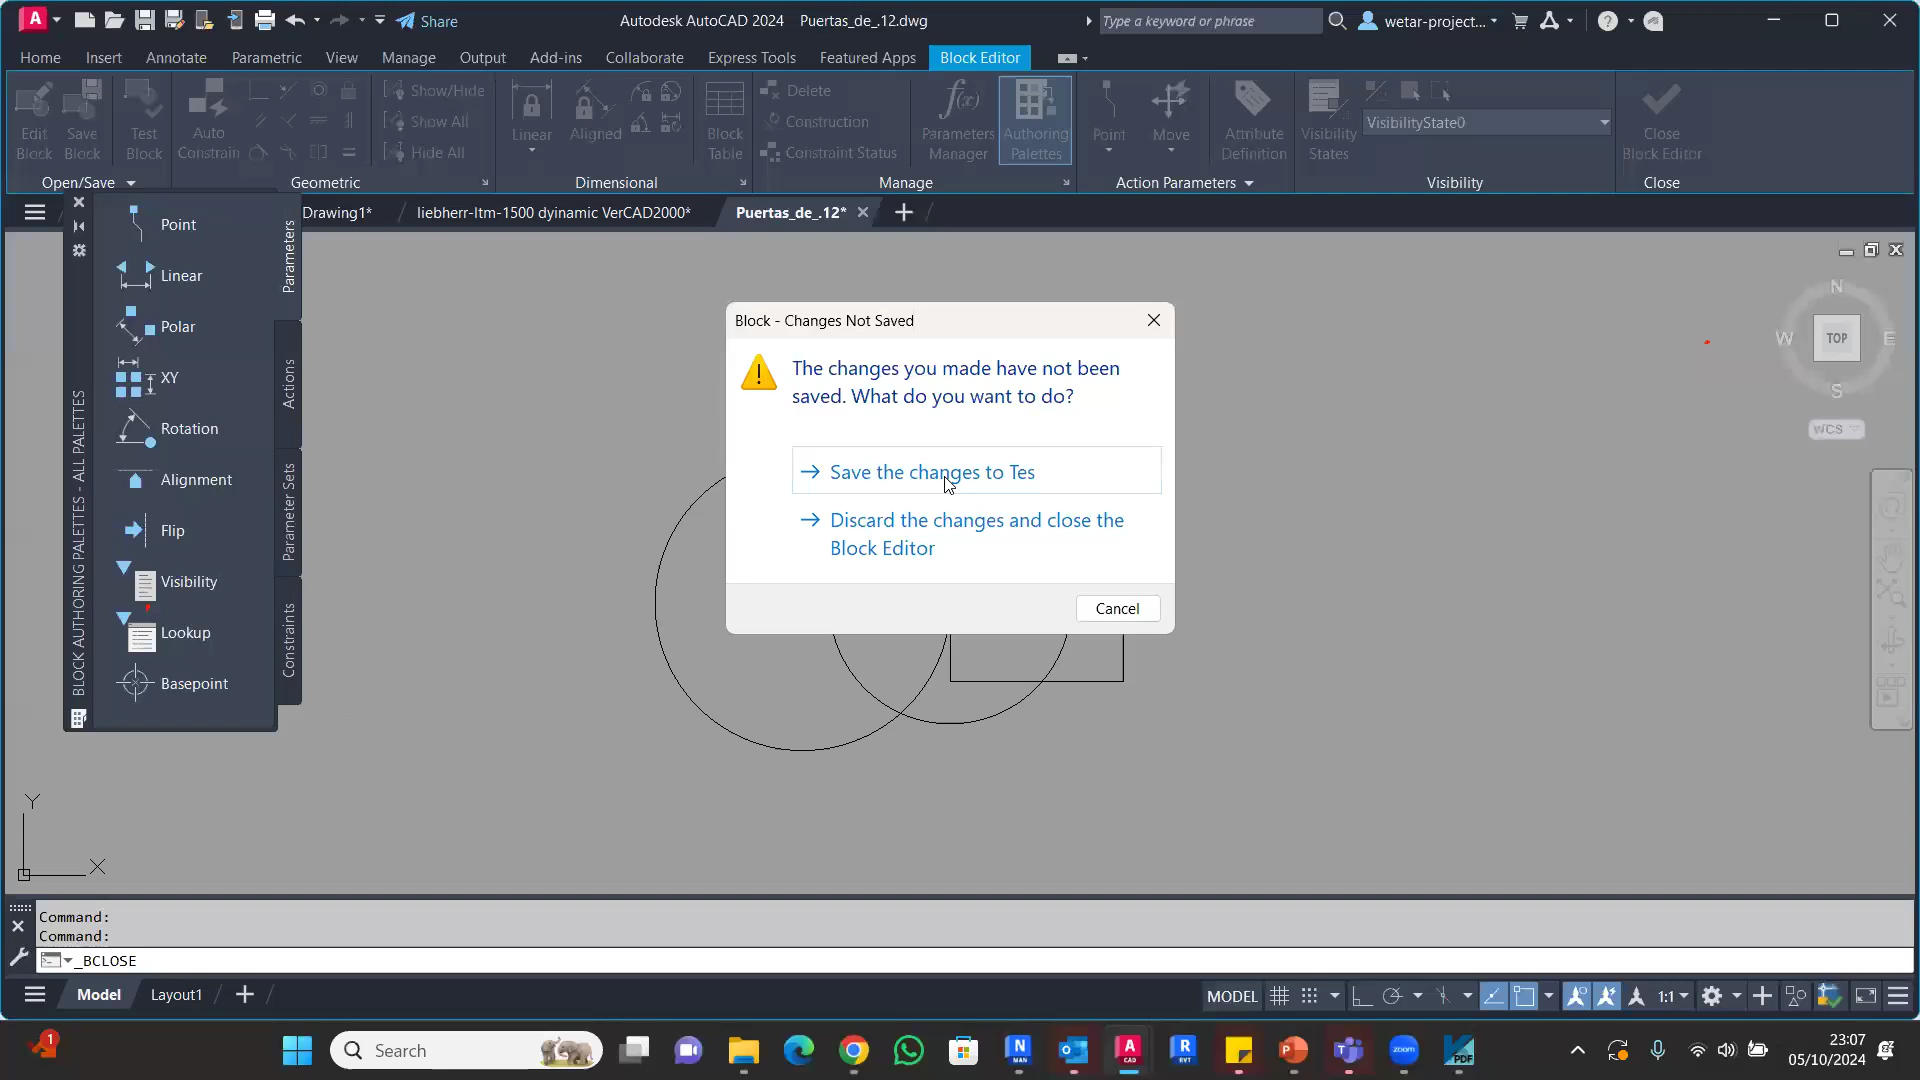 A CAD
Share
Autodesk AutoCAD 2024 Puertas_de_.12.dwg
Type a keyword or phrase
wetar-project...
Home Insert Annotate Parametric View Manage Output Add-ins Collaborate Express Tools Featured Apps Block Editor
Edit Block
Save Block
Test Block
Auto Constrain
Show/Hide
Show All
Hide All
Linear
Aligned
Block Table
Delete
Construction
Constraint Status
Parameters Manager
Authoring Palettes
Point
Move
Attribute Definition
Visibility States
VisibilityState0
Close Block Editor
Open/Save Geometric Dimensional Manage Action Parameters Visibility Close
Drawing1* liebherr-ltm-1500 dyinamic VerCAD2000* Puertas_de_.12*
Point
Linear
Polar
XY
Rotation
Alignment
Flip
Visibility
Lookup
Basepoint
Parameters
Actions
Parameter Sets
Constraints
BLOCK AUTHORING PALETTES - ALL PALETTES
Block - Changes Not Saved
The changes you made have not been
saved. What do you want to do?
Save the changes to Tes
Discard the changes and close the
Block Editor
Cancel
N
W TOP E
S
WCS
Y
X
Command:
Command:
_BCLOSE
Model Layout1
MODEL 1:1
1
Search
23:07
05/10/2024